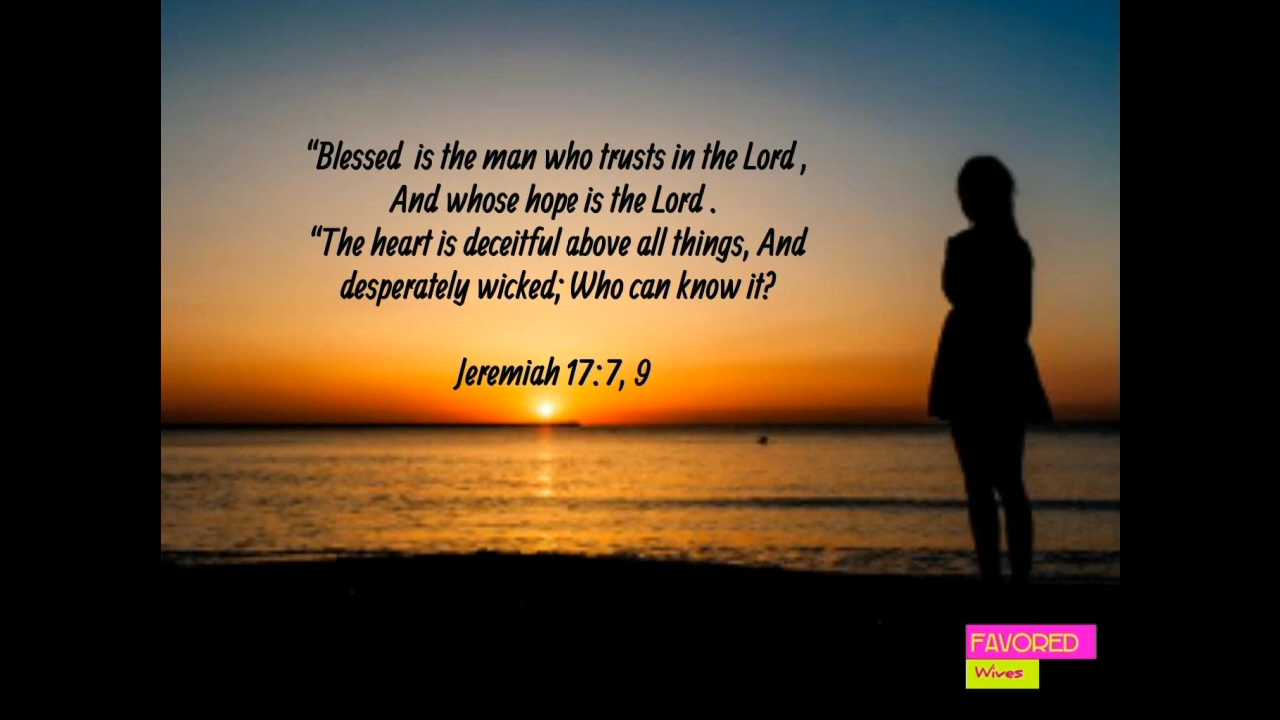 “Blessed is the man who trusts in the Lord ,
And whose hope is the Lord .
“The heart is deceitful above all things, And
desperately wicked; Who can know it?
Jeremiah 17:7, 9
FAVORED
Wives